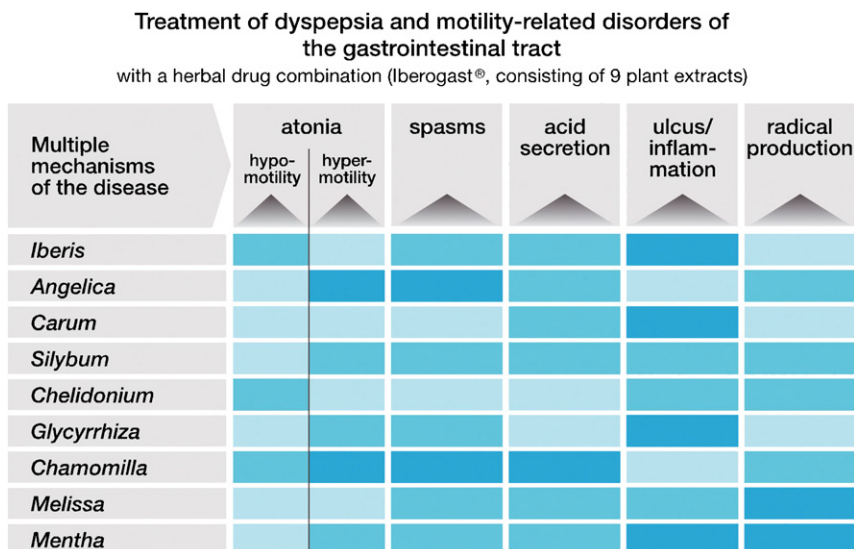 Treatment of dyspepsia and motility-related disorders of
the gastrointestinal tract
with a herbal drug combination (Iberogast®, consisting of 9 plant extracts)
Multiple
mechanisms
of the disease
atonia
hypo-
motility
hyper-
motility
spasms
acid
secretion
ulcus/
inflam-
mation
radical
production
Iberis
Angelica
Carum
Silybum
Chelidonium
Glycyrrhiza
Chamomilla
Melissa
Mentha